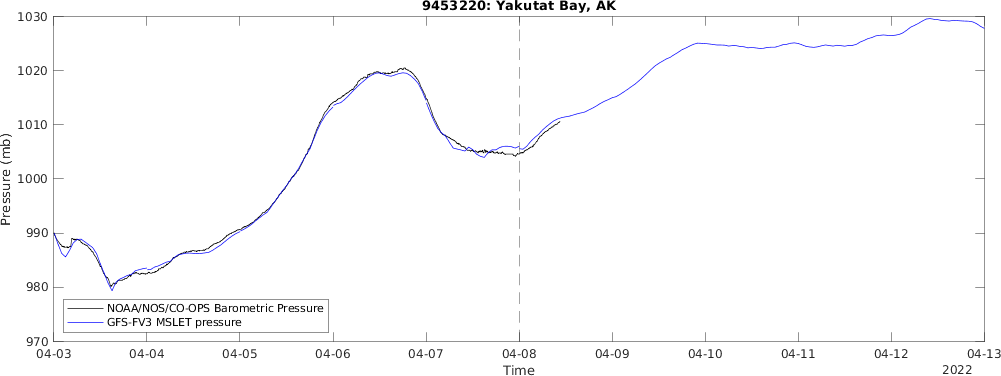 9453220: Yakutat Bay, AK
Pressure (mb)
1030
1020
1010
1000
990
980
970
NOAA/NOS/CO-OPS Barometric Pressure
GFS-FV3 MSLET pressure
04-03 04-04 04-05 04-06 04-07 04-08 04-09 04-10 04-11 04-12 04-13
Time
2022